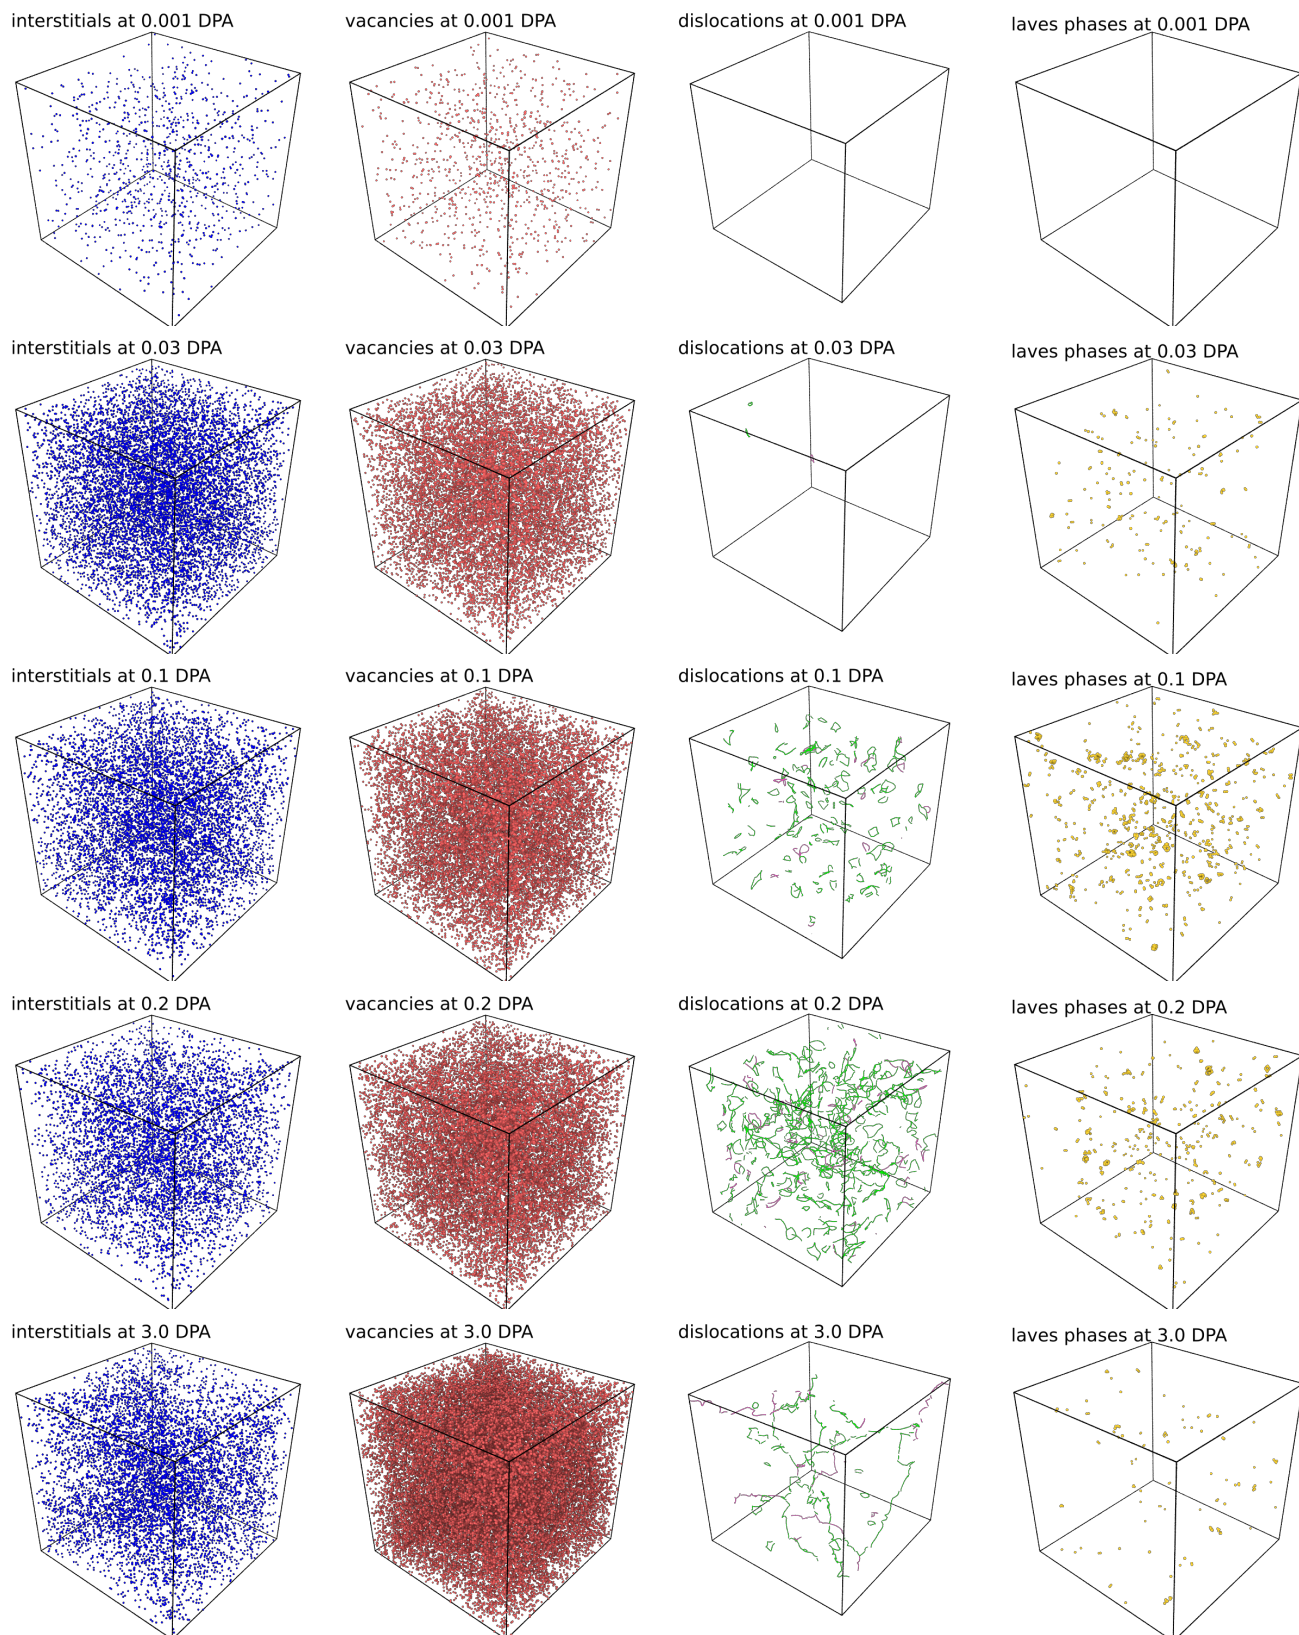 interstitials at 0.001 DPA
vacancies at 0.001 DPA
dislocations at 0.001 DPA
laves phases at 0.001 DPA
interstitials at 0.03 DPA
vacancies at 0.03 DPA
dislocations at 0.03 DPA
laves phases at 0.03 DPA
interstitials at 0.1 DPA
vacancies at 0.1 DPA
dislocations at 0.1 DPA
laves phases at 0.1 DPA
interstitials at 0.2 DPA
vacancies at 0.2 DPA
dislocations at 0.2 DPA
laves phases at 0.2 DPA
interstitials at 3.0 DPA
vacancies at 3.0 DPA
dislocations at 3.0 DPA
laves phases at 3.0 DPA